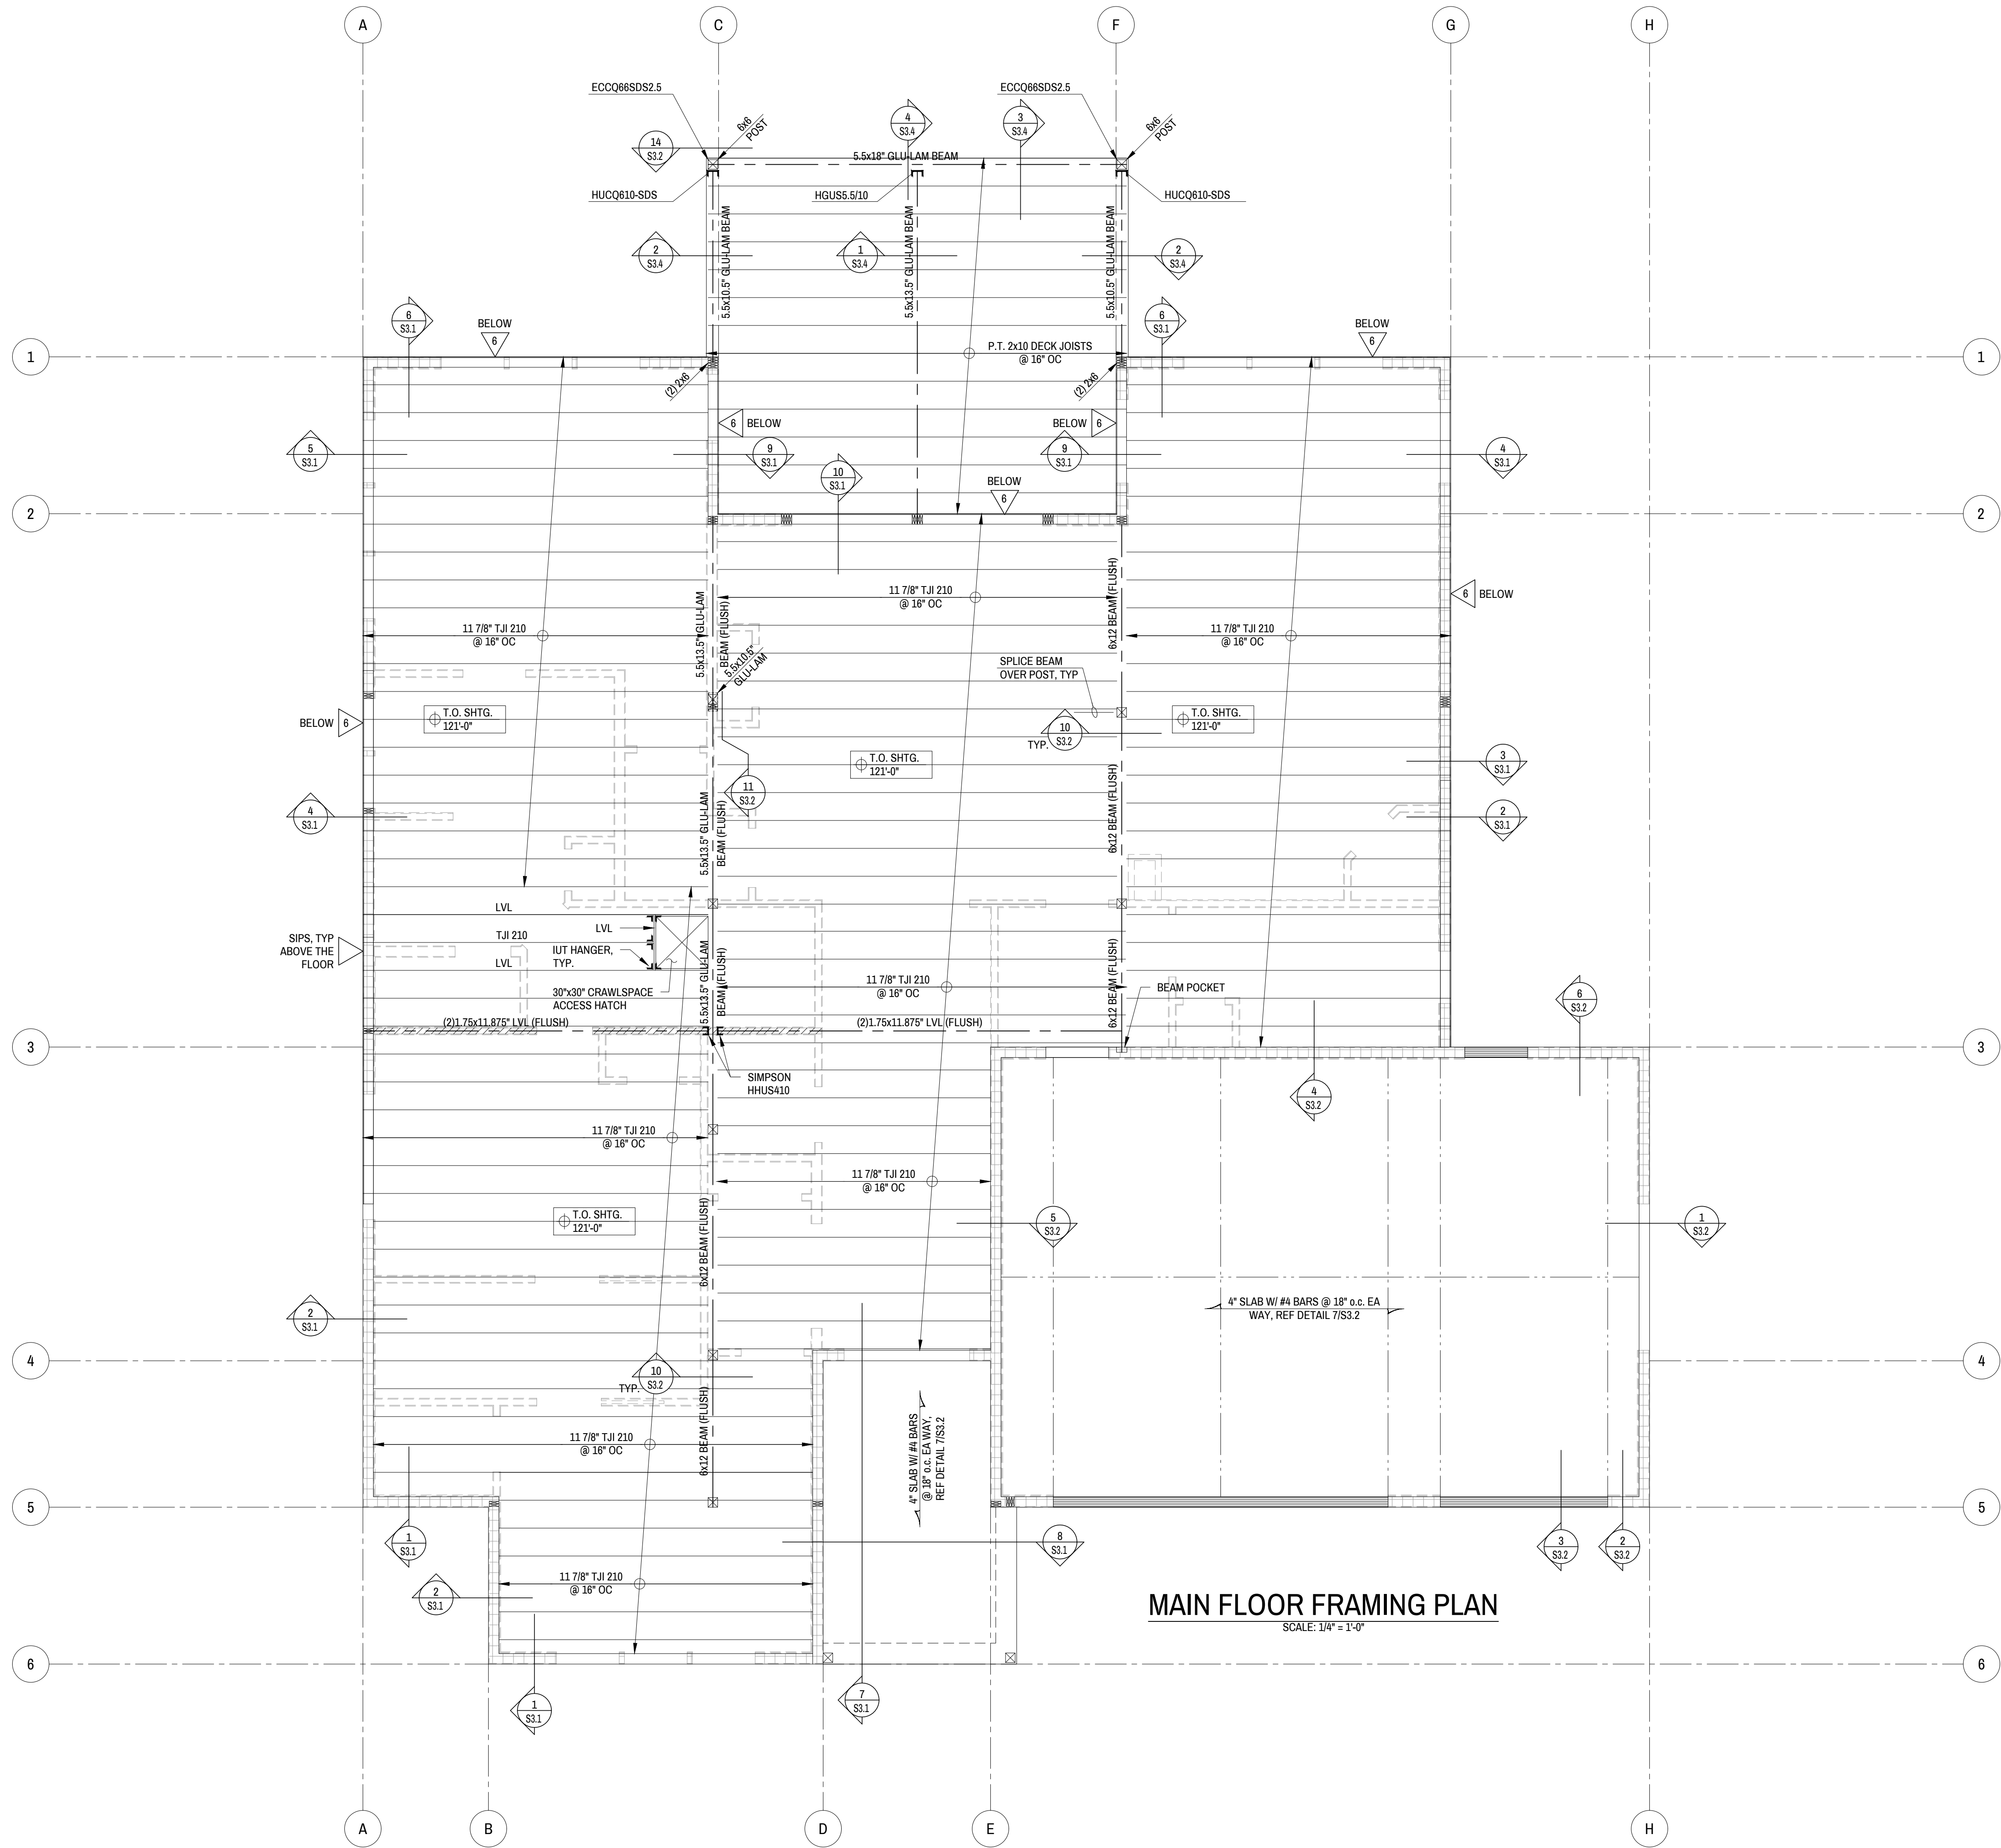 A
C
F
G
H
ECCQ66SDS2.5
ECCQ66SDS2.5
6x6
POST
6x6
POST
4
S3.4
3
S3.4
14
S3.2
5.5x18" GLU-LAM BEAM
HUCQ610-SDS
HGUS5.5/10
HUCQ610-SDS
5.5x10.5" GLU-LAM BEAM
5.5x13.5" GLU-LAM BEAM
5.5x10.5" GLU-LAM BEAM
2
S3.4
1
S3.4
2
S3.4
6
S3.1
BELOW
6
6
S3.1
BELOW
6
1
1
P.T. 2x10 DECK JOISTS
@ 16" OC
(2) 2x6
(2) 2x6
6
BELOW
BELOW
6
5
S3.1
9
S3.1
9
S3.1
4
S3.1
10
S3.1
BELOW
6
2
2
11 7/8" TJI 210
@ 16" OC
6
BELOW
5.5x13.5" GLU-LAM
BEAM (FLUSH)
6x12 BEAM (FLUSH)
11 7/8" TJI 210
@ 16" OC
11 7/8" TJI 210
@ 16" OC
5.5x10.5"
GLU-LAM
SPLICE BEAM
OVER POST, TYP
BELOW
6
T.O. SHTG.
121'-0"
T.O. SHTG.
121'-0"
10
S3.2
TYP.
T.O. SHTG.
121'-0"
3
S3.1
11
S3.2
4
S3.1
2
S3.1
5.5x13.5" GLU-LAM
BEAM (FLUSH)
6x12 BEAM (FLUSH)
LVL
LVL
TJI 210
SIPS, TYP
ABOVE THE
FLOOR
IUT HANGER,
TYP.
LVL
30"x30" CRAWLSPACE
ACCESS HATCH
5.5x13.5" GLU-LAM
BEAM (FLUSH)
11 7/8" TJI 210
@ 16" OC
6x12 BEAM (FLUSH)
BEAM POCKET
6
S3.2
(2)1.75x11.875" LVL (FLUSH)
(2)1.75x11.875" LVL (FLUSH)
3
3
SIMPSON
HHUS410
4
S3.2
11 7/8" TJI 210
@ 16" OC
11 7/8" TJI 210
@ 16" OC
T.O. SHTG.
121'-0"
6x12 BEAM (FLUSH)
5
S3.2
1
S3.2
2
S3.1
4" SLAB W/ #4 BARS @ 18" o.c. EA
WAY, REF DETAIL 7/S3.2
4
4
10
S3.2
TYP.
6x12 BEAM (FLUSH)
4" SLAB W/ #4 BARS
@ 18" o.c. EA WAY,
REF DETAIL 7/S3.2
11 7/8" TJI 210
@ 16" OC
5
5
1
S3.1
8
S3.1
3
S3.2
2
S3.2
11 7/8" TJI 210
@ 16" OC
2
S3.1
MAIN FLOOR FRAMING PLAN
SCALE: 1/4" = 1'-0"
6
6
1
S3.1
7
S3.1
A
B
D
E
H